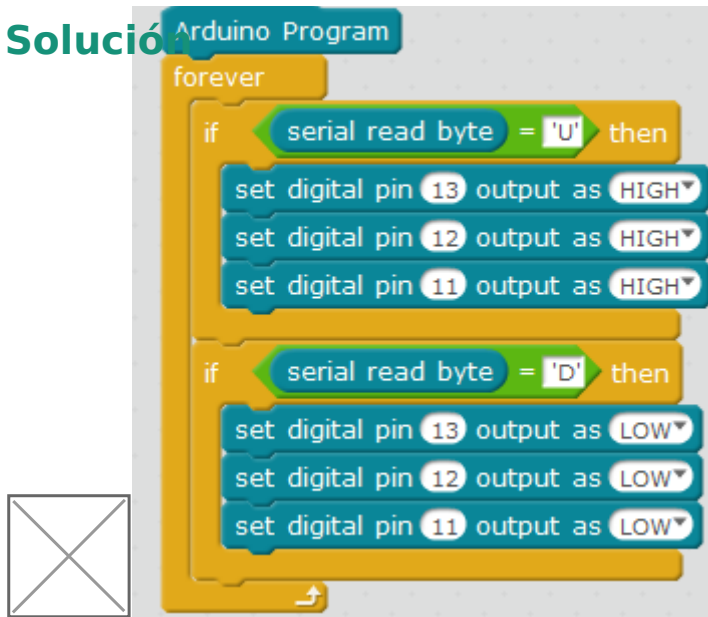 Solución
Arduino Program
forever
if serial read byte = 'U' then
set digital pin 13 output as HIGH
set digital pin 12 output as HIGH
set digital pin 11 output as HIGH
if serial read byte = 'D' then
set digital pin 13 output as LOW
set digital pin 12 output as LOW
set digital pin 11 output as LOW